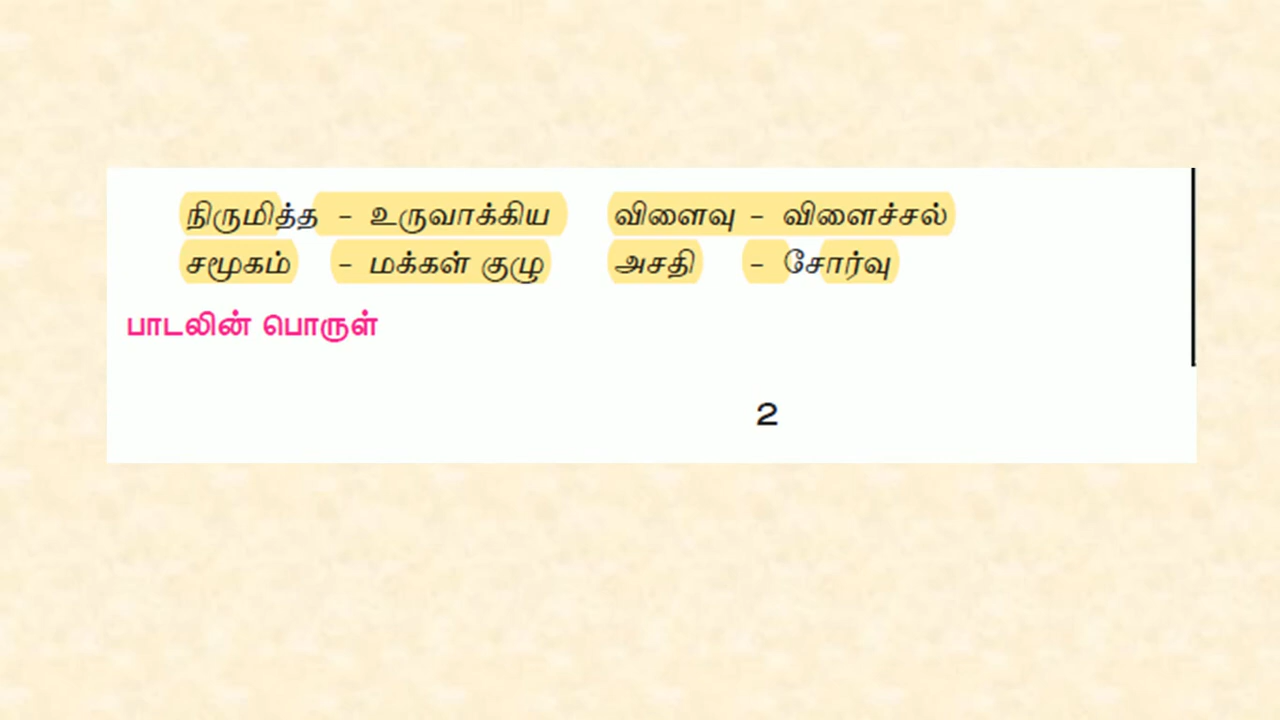 நிருமித்த – உருவாக்கிய விளைவு – விளைச்சல்
சமூகம் – மக்கள் குழு அசதி – சோர்வு
பாடலின் பொருள்
2